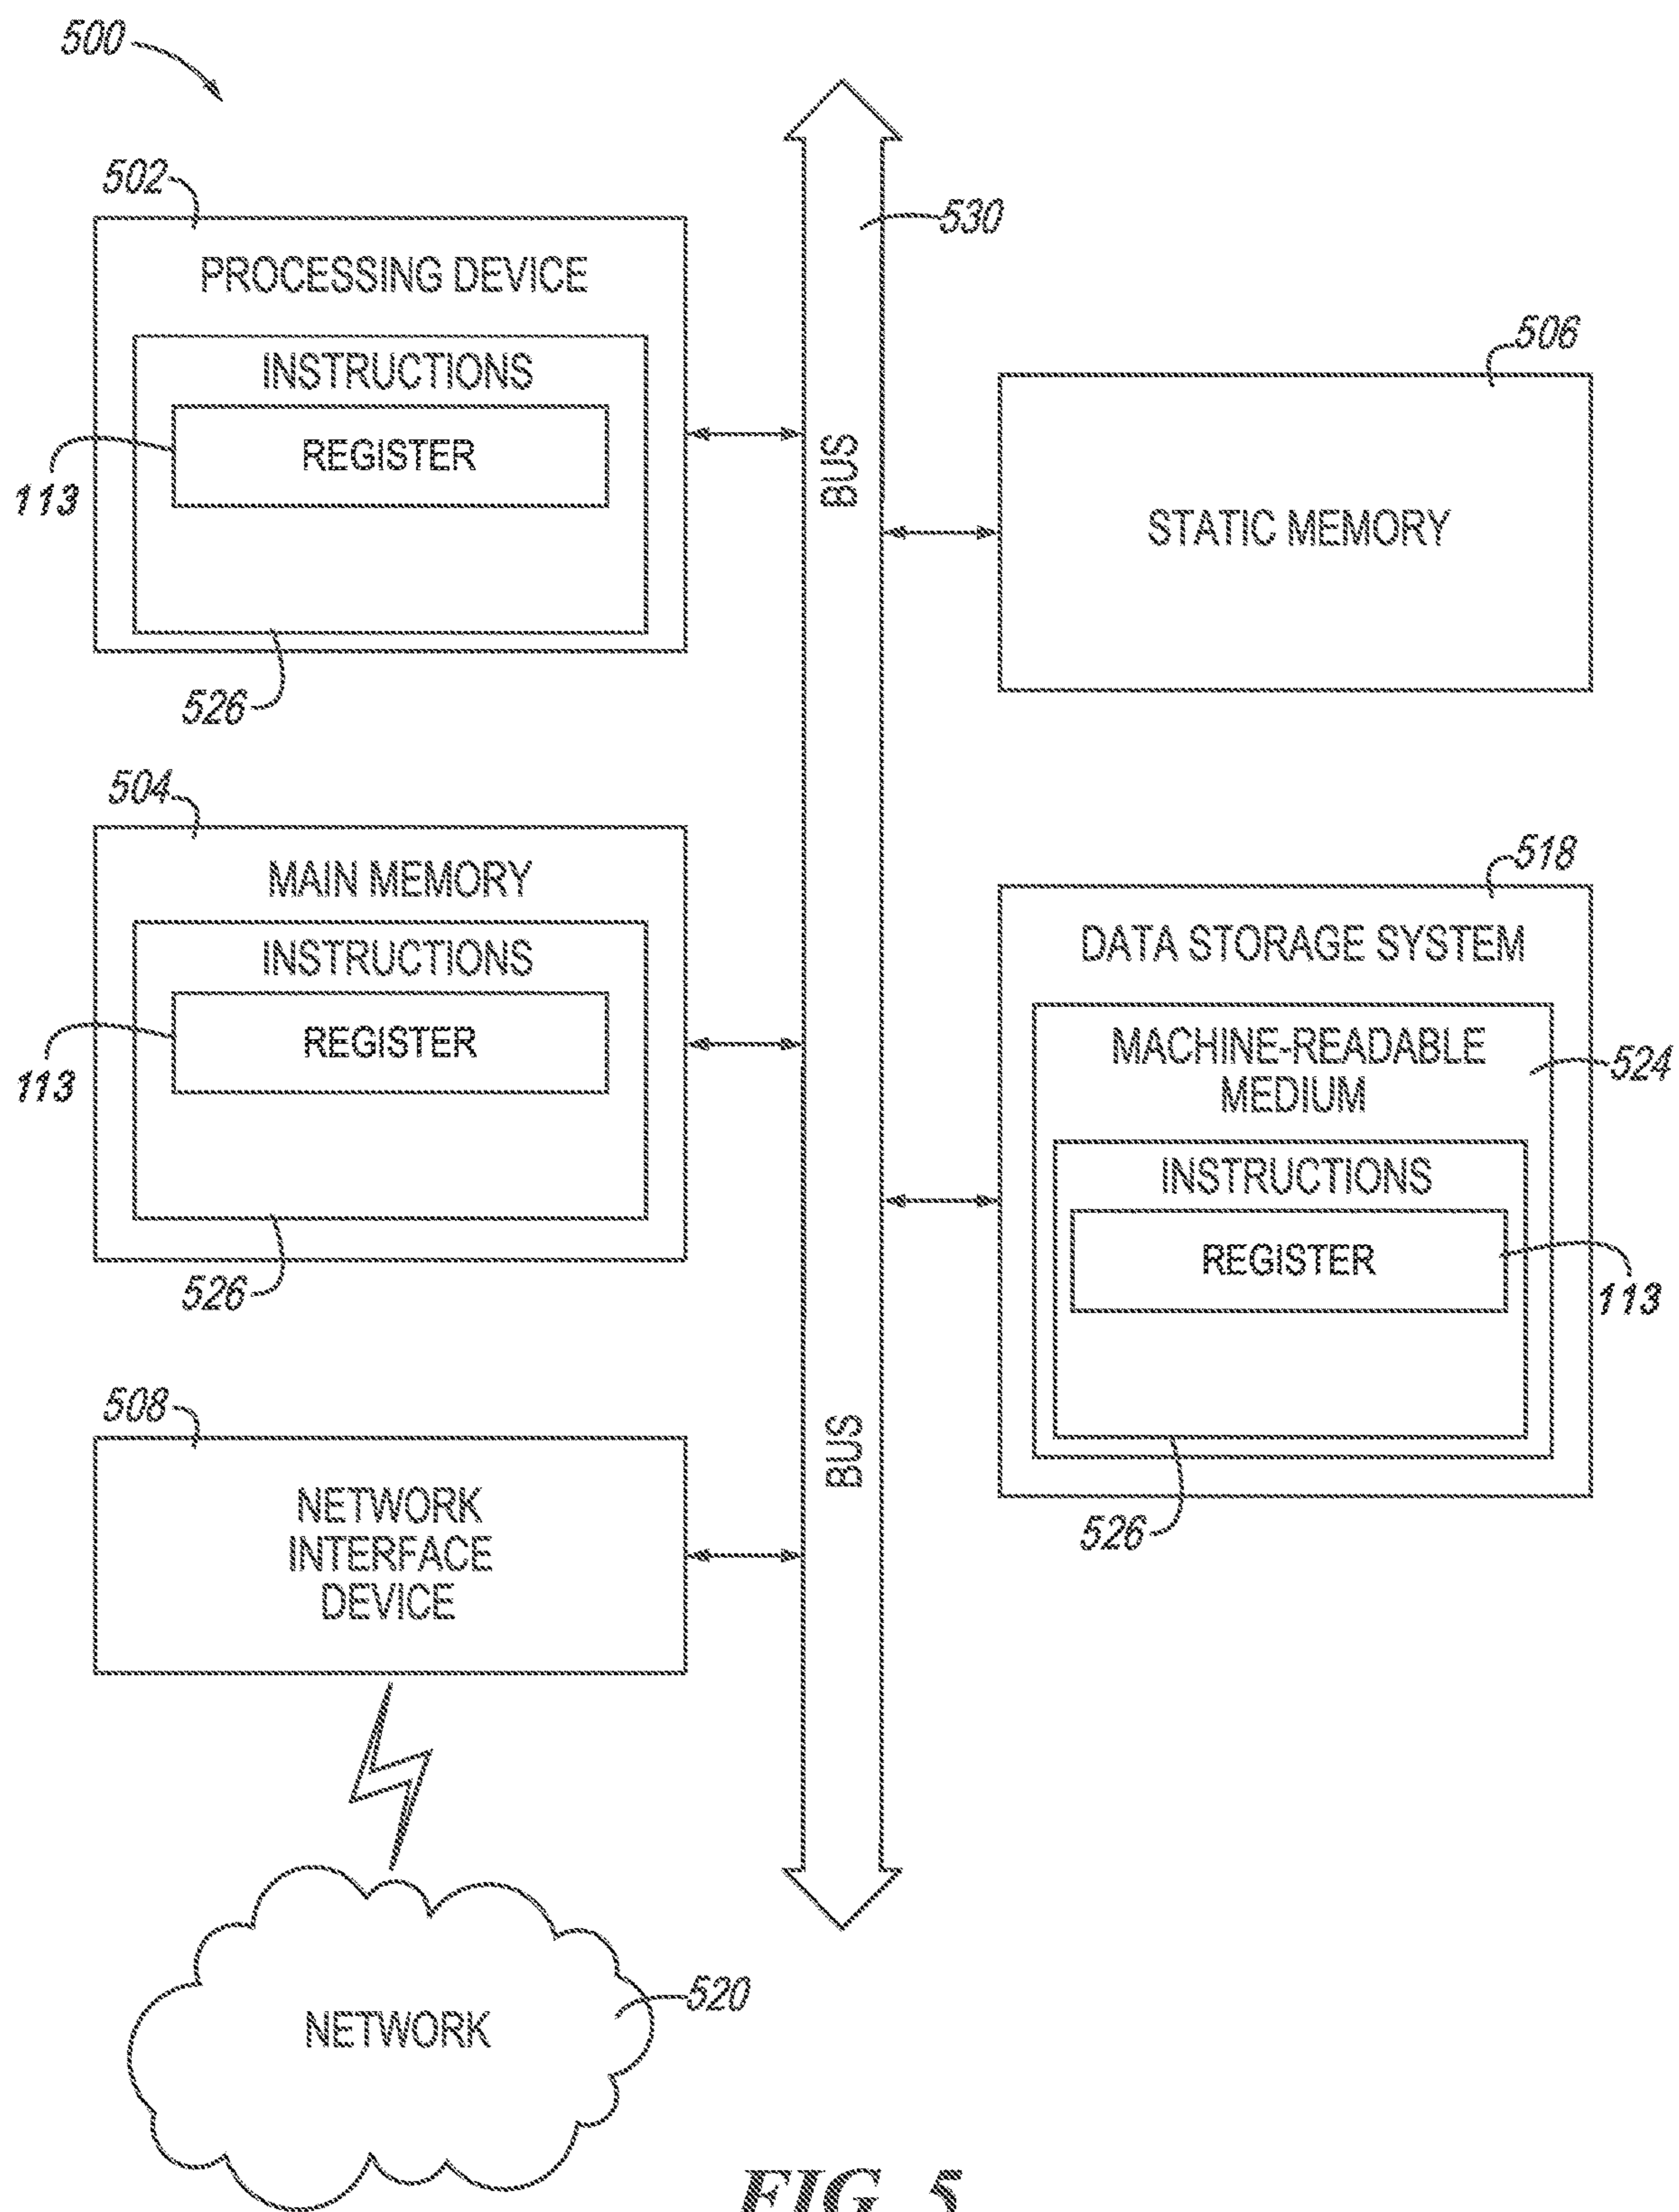 500
502
PROCESSING DEVICE
INSTRUCTIONS
REGISTER
113
526
504
MAIN MEMORY
INSTRUCTIONS
REGISTER
113
526
508
NETWORK
INTERFACE
DEVICE
NETWORK
520
530
BUS
BUS
506
STATIC MEMORY
518
DATA STORAGE SYSTEM
MACHINE-READABLE
MEDIUM
524
INSTRUCTIONS
REGISTER
113
526
FIG. 5